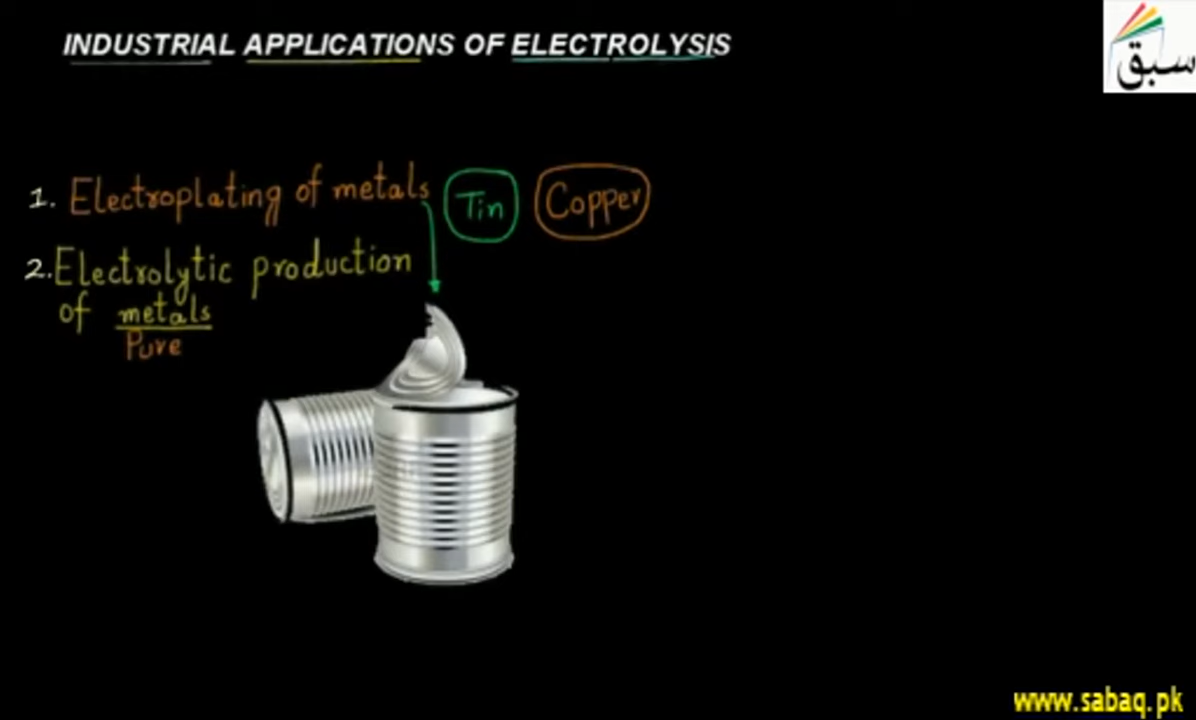 INDUSTRIAL APPLICATIONS OF ELECTROLYSIS
سبق
1. Electroplating of metals Tin Copper
2. Electrolytic production
of metals
Pure
www.sabaq.pk